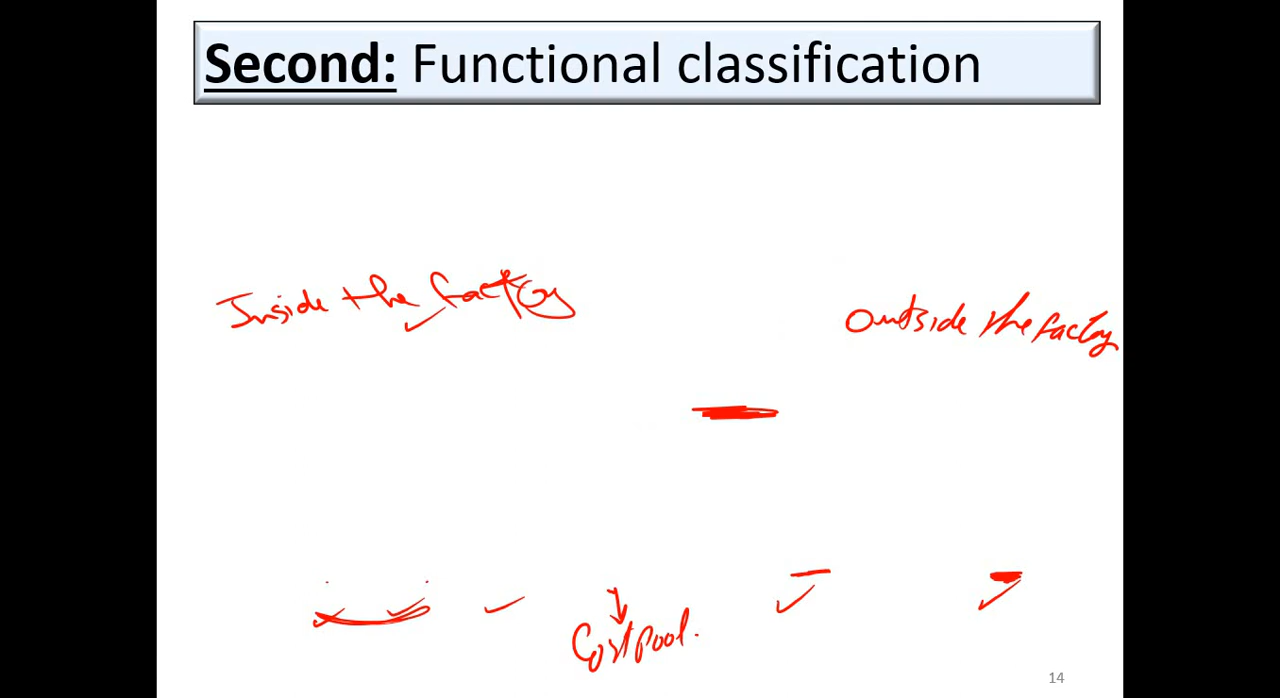 Second: Functional classification
Inside the factory
Outside the factory
Cost pool.
14